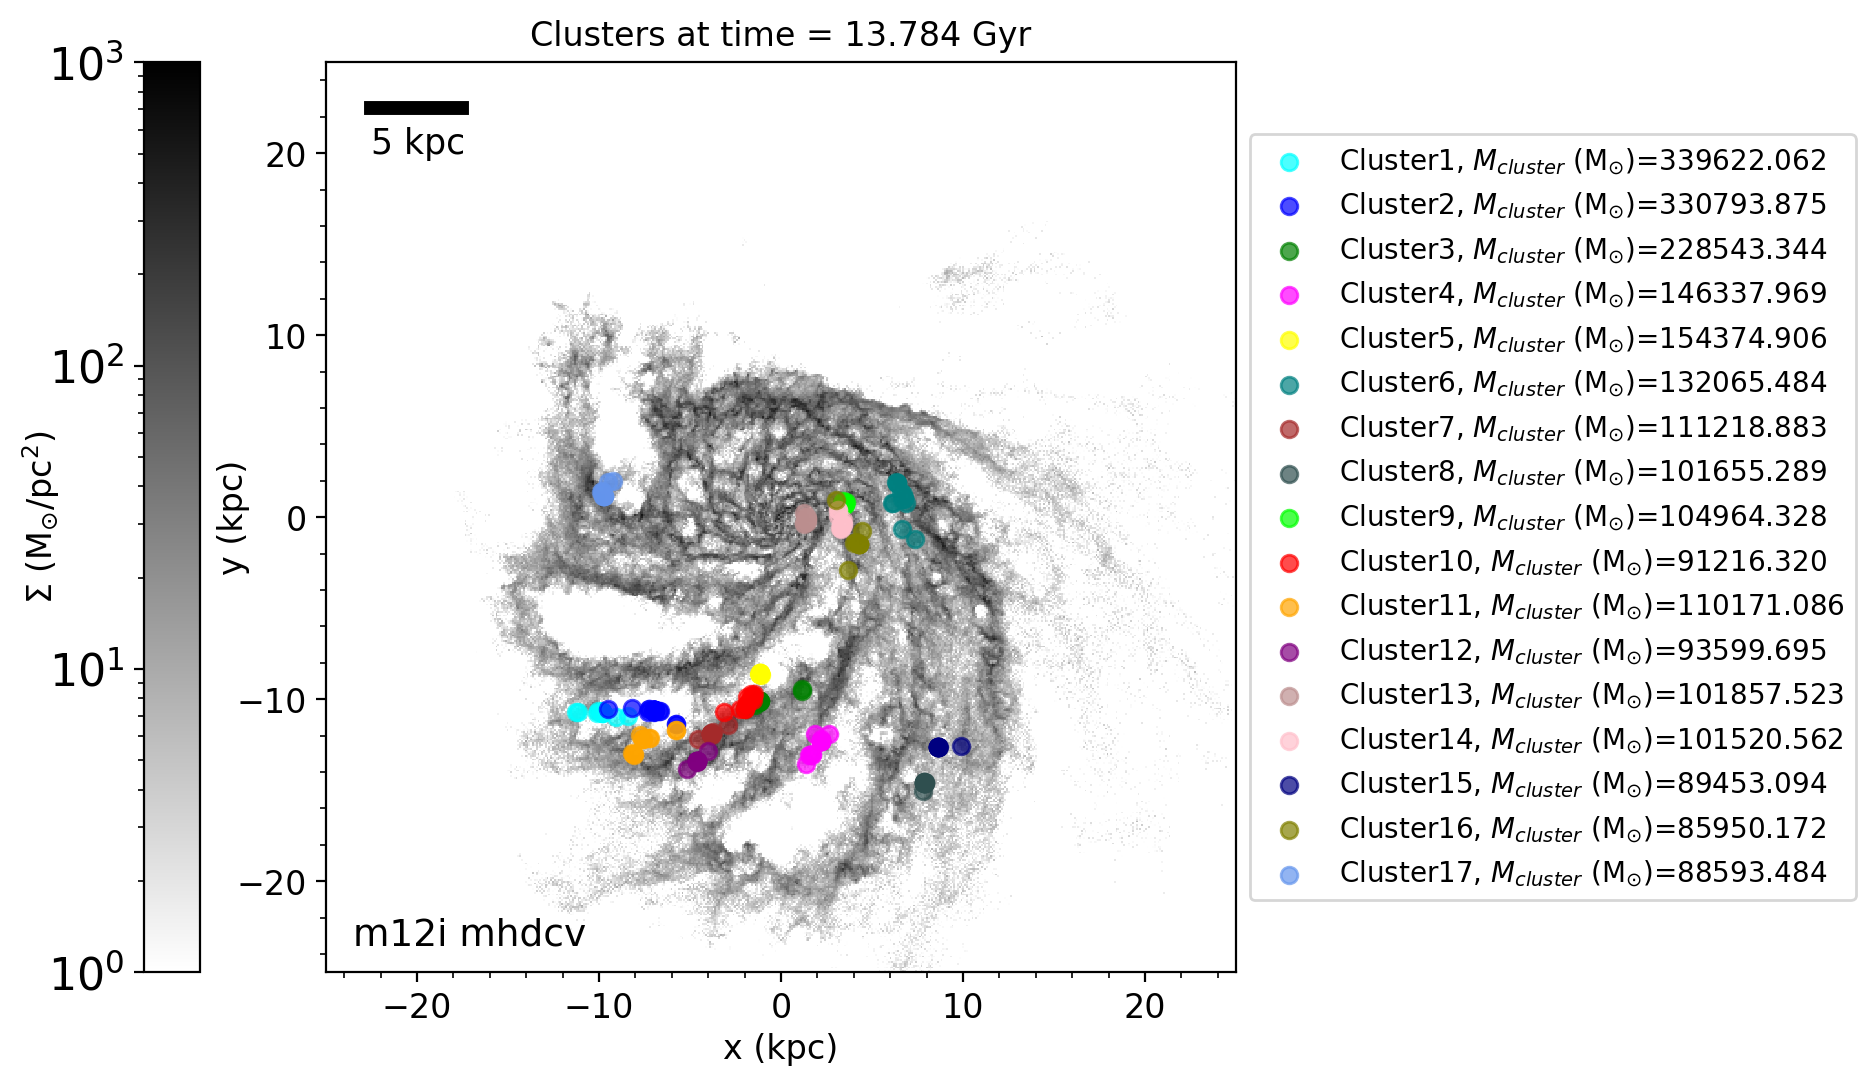 Clusters at time = 13.784 Gyr
10³
10²
10¹
10⁰
Σ (M☉/pc²)
y (kpc)
20
10
0
−10
−20
5 kpc
m12i mhdcv
−20
−10
0
10
20
x (kpc)
Cluster1, M_cluster (M☉)=339622.062
Cluster2, M_cluster (M☉)=330793.875
Cluster3, M_cluster (M☉)=228543.344
Cluster4, M_cluster (M☉)=146337.969
Cluster5, M_cluster (M☉)=154374.906
Cluster6, M_cluster (M☉)=132065.484
Cluster7, M_cluster (M☉)=111218.883
Cluster8, M_cluster (M☉)=101655.289
Cluster9, M_cluster (M☉)=104964.328
Cluster10, M_cluster (M☉)=91216.320
Cluster11, M_cluster (M☉)=110171.086
Cluster12, M_cluster (M☉)=93599.695
Cluster13, M_cluster (M☉)=101857.523
Cluster14, M_cluster (M☉)=101520.562
Cluster15, M_cluster (M☉)=89453.094
Cluster16, M_cluster (M☉)=85950.172
Cluster17, M_cluster (M☉)=88593.484